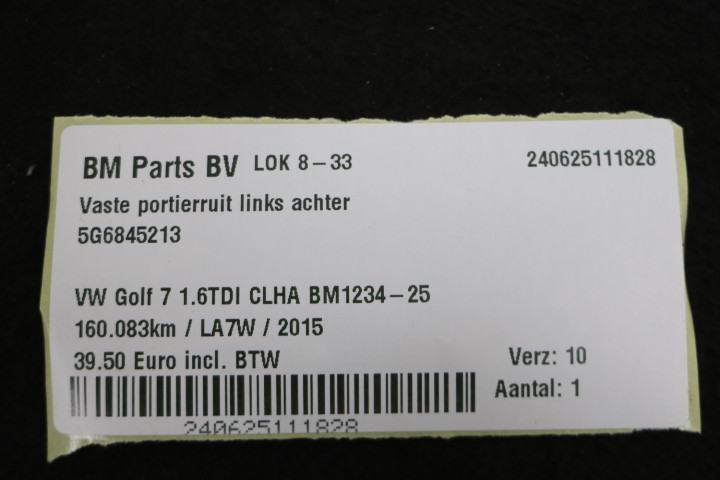 BM Parts BV LOK 8-33 240625111828
Vaste portierruit links achter
5G6845213
VW Golf 7 1.6TDI CLHA BM1234-25
160.083km / LA7W / 2015
39.50 Euro incl. BTW Verz: 10
Aantal: 1
240625111828